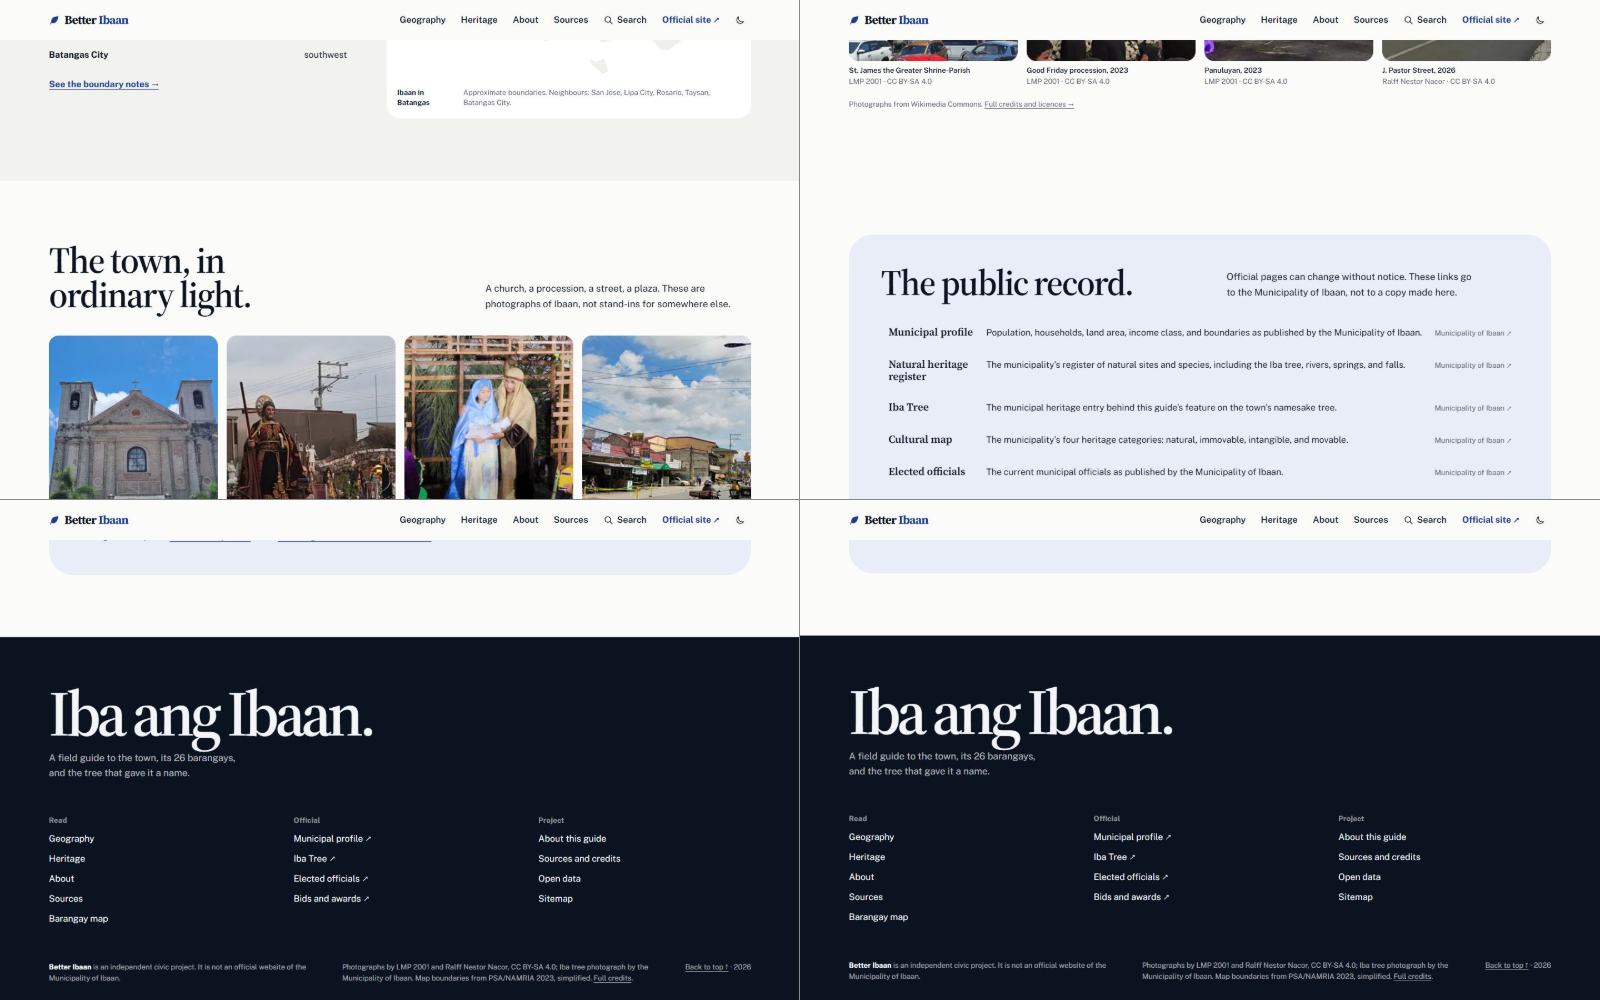 Better Ibaan
Geography Heritage About Sources Search Official site ↗
Batangas City southwest
See the boundary notes →
Ibaan in
Batangas
Approximate boundaries. Neighbours: San Jose, Lipa City, Rosario, Taysan,
Batangas City.
The town, in
ordinary light.
A church, a procession, a street, a plaza. These are
photographs of Ibaan, not stand-ins for somewhere else.
Better Ibaan
Geography Heritage About Sources Search Official site ↗
St. James the Greater Shrine-Parish
LMP 2001 · CC BY-SA 4.0
Good Friday procession, 2023
LMP 2001 · CC BY-SA 4.0
Panuluyan, 2023
LMP 2001 · CC BY-SA 4.0
J. Pastor Street, 2026
Ralff Nestor Nacor · CC BY-SA 4.0
Photographs from Wikimedia Commons. Full credits and licences →
The public record.
Official pages can change without notice. These links go
to the Municipality of Ibaan, not to a copy made here.
Municipal profile Population, households, land area, income class, and boundaries as published by the Municipality of Ibaan. Municipality of Ibaan ↗
Natural heritage
register
The municipality's register of natural sites and species, including the Iba tree, rivers, springs, and falls. Municipality of Ibaan ↗
Iba Tree The municipal heritage entry behind this guide's feature on the town's namesake tree. Municipality of Ibaan ↗
Cultural map The municipality's four heritage categories: natural, immovable, intangible, and movable. Municipality of Ibaan ↗
Elected officials The current municipal officials as published by the Municipality of Ibaan. Municipality of Ibaan ↗
Better Ibaan
Geography Heritage About Sources Search Official site ↗
Iba ang Ibaan.
A field guide to the town, its 26 barangays,
and the tree that gave it a name.
Read
Geography
Heritage
About
Sources
Barangay map
Official
Municipal profile ↗
Iba Tree ↗
Elected officials ↗
Bids and awards ↗
Project
About this guide
Sources and credits
Open data
Sitemap
Better Ibaan is an independent civic project. It is not an official website of the
Municipality of Ibaan.
Photographs by LMP 2001 and Ralff Nestor Nacor, CC BY-SA 4.0; Iba tree photograph by the
Municipality of Ibaan. Map boundaries from PSA/NAMRIA 2023, simplified. Full credits.
Back to top ↑ · 2026
Better Ibaan
Geography Heritage About Sources Search Official site ↗
Iba ang Ibaan.
A field guide to the town, its 26 barangays,
and the tree that gave it a name.
Read
Geography
Heritage
About
Sources
Barangay map
Official
Municipal profile ↗
Iba Tree ↗
Elected officials ↗
Bids and awards ↗
Project
About this guide
Sources and credits
Open data
Sitemap
Better Ibaan is an independent civic project. It is not an official website of the
Municipality of Ibaan.
Photographs by LMP 2001 and Ralff Nestor Nacor, CC BY-SA 4.0; Iba tree photograph by the
Municipality of Ibaan. Map boundaries from PSA/NAMRIA 2023, simplified. Full credits.
Back to top ↑ · 2026